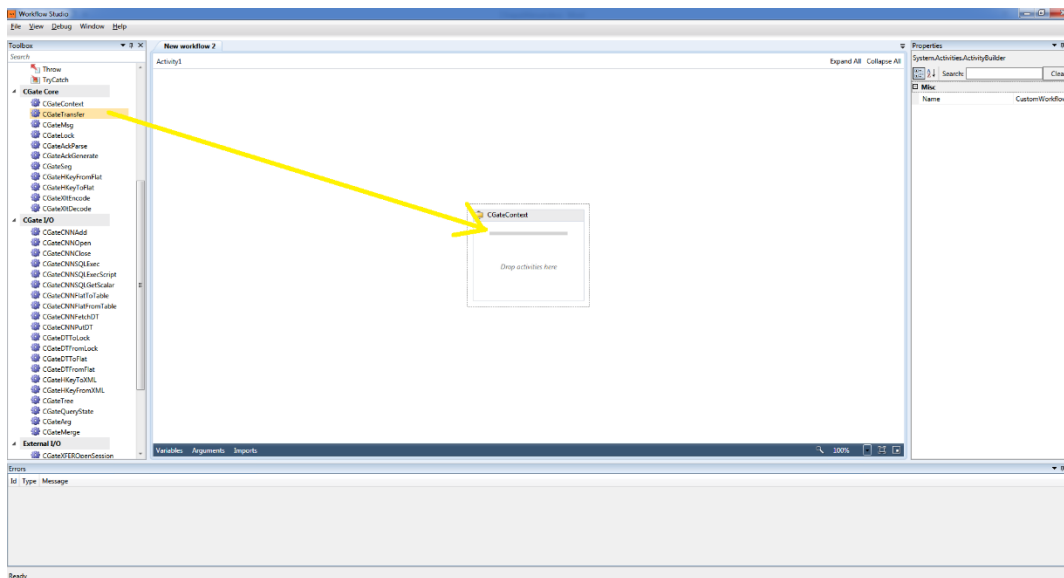 Workflow Studio
File View Debug Window Help
Toolbox
Search
Throw
TryCatch
CGate Core
CGateContext
CGateTransfer
CGateMsg
CGateLock
CGateAckParse
CGateAckGenerate
CGateSeg
CGateHKeyFromFlat
CGateHKeyToFlat
CGateXltEncode
CGateXltDecode
CGate I/O
CGateCNNAdd
CGateCNNOpen
CGateCNNClose
CGateCNNSQLExec
CGateCNNSQLExecScript
CGateCNNSQLGetScalar
CGateCNNFlatToTable
CGateCNNFlatFromTable
CGateCNNFetchDT
CGateCNNPutDT
CGateDTToLock
CGateDTFromLock
CGateDTToFlat
CGateDTFromFlat
CGateHKeyToXML
CGateHKeyFromXML
CGateTree
CGateQueryState
CGateArg
CGateMerge
External I/O
CGateXFEROpenSession
New workflow 2
Activity1 Expand All Collapse All
CGateContext
Drop activities here
Variables Arguments Imports 100%
Properties
System.Activities.ActivityBuilder
Search: Clea
Misc
Name CustomWorkflow
Errors
Id Type Message
Ready